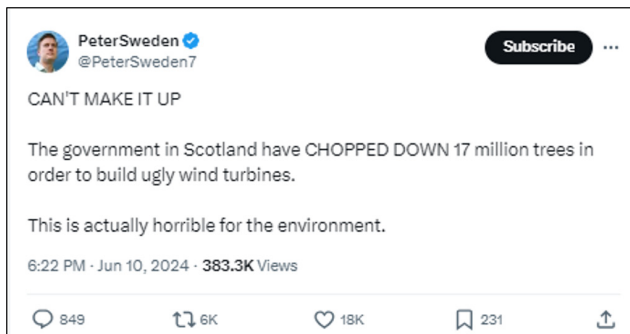 PeterSweden
Subscribe
@PeterSweden7
CAN'T MAKE IT UP
The government in Scotland have CHOPPED DOWN 17 million trees in
order to build ugly wind turbines.
This is actually horrible for the environment.
6:22 PM · Jun 10, 2024 · 383.3K Views
849 6K 18K 231